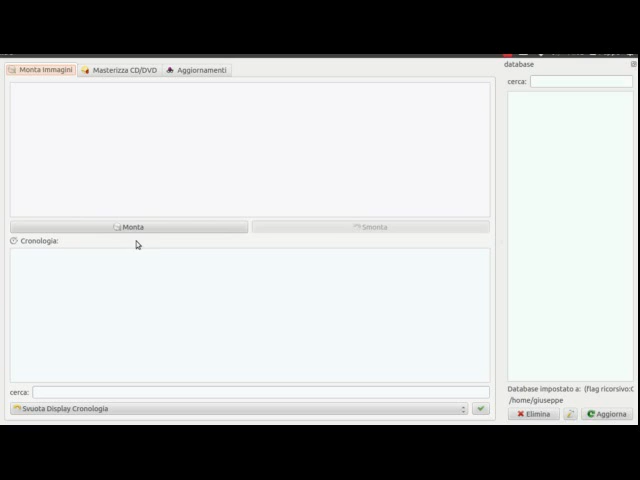 Monta Immagini
Masterizza CD/DVD
Aggiornamenti
database
cerca:
Monta
Smonta
Cronologia:
cerca:
Svuota Display Cronologia
Database impostato a: (flag ricorsivo:
/home/giuseppe
Elimina
Aggiorna